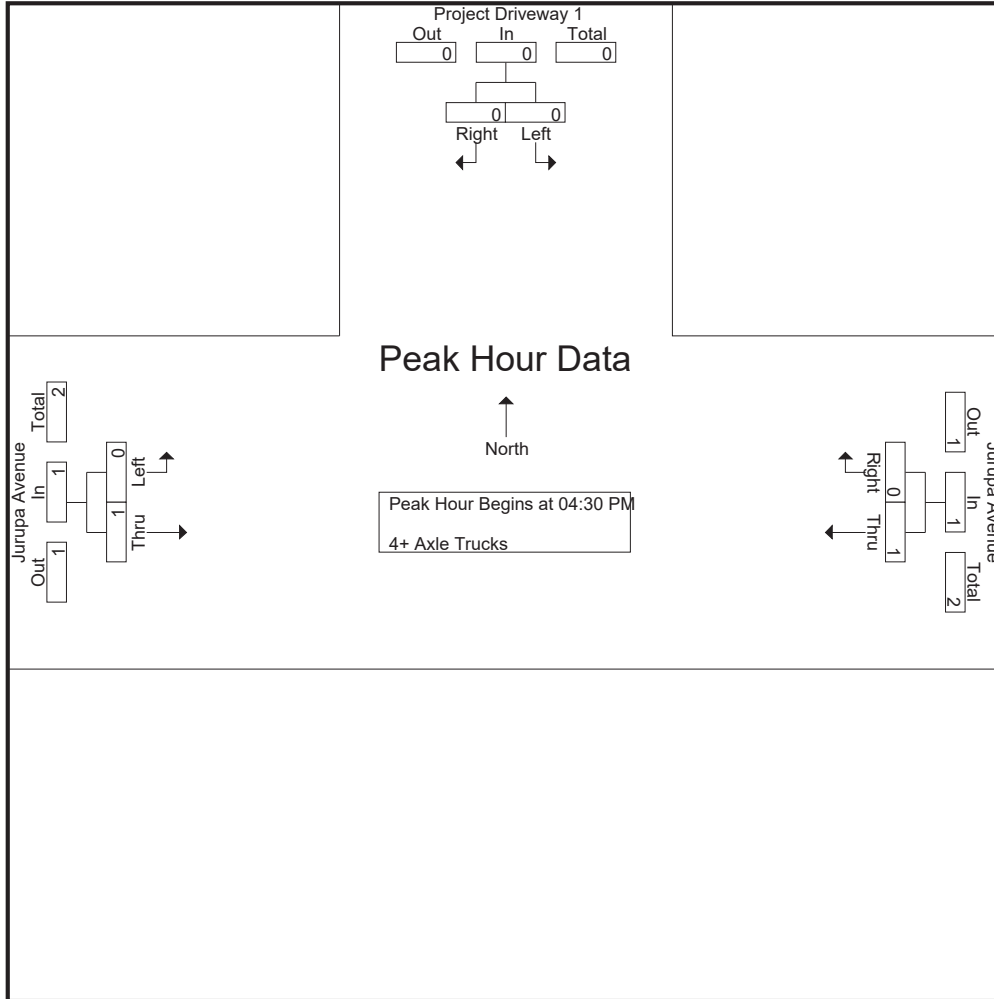 Project Driveway 1
Out In Total
0 0 0
0 0
Right Left
Peak Hour Data
North
Peak Hour Begins at 04:30 PM
4+ Axle Trucks
Jurupa Avenue
Out In Total
1 1 2
0 1
Left Thru
Jurupa Avenue
Out In Total
1 1 2
0 1
Right Thru